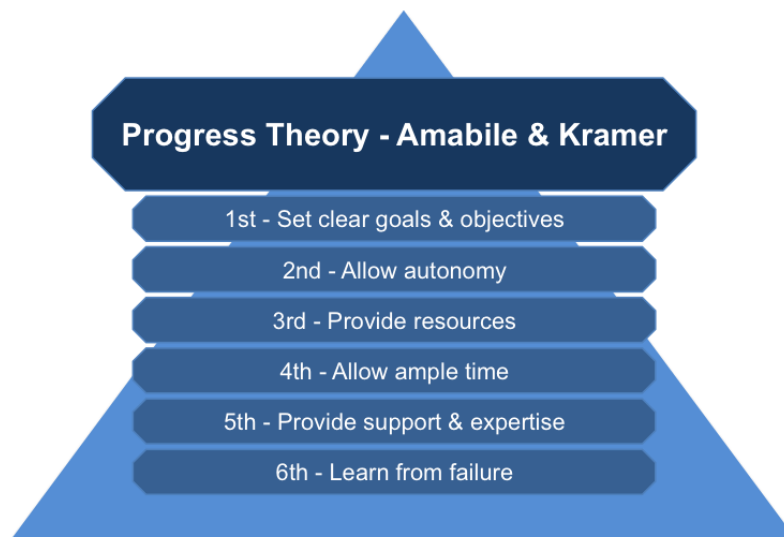 Progress Theory - Amabile & Kramer
1st - Set clear goals & objectives
2nd - Allow autonomy
3rd - Provide resources
4th - Allow ample time
5th - Provide support & expertise
6th - Learn from failure